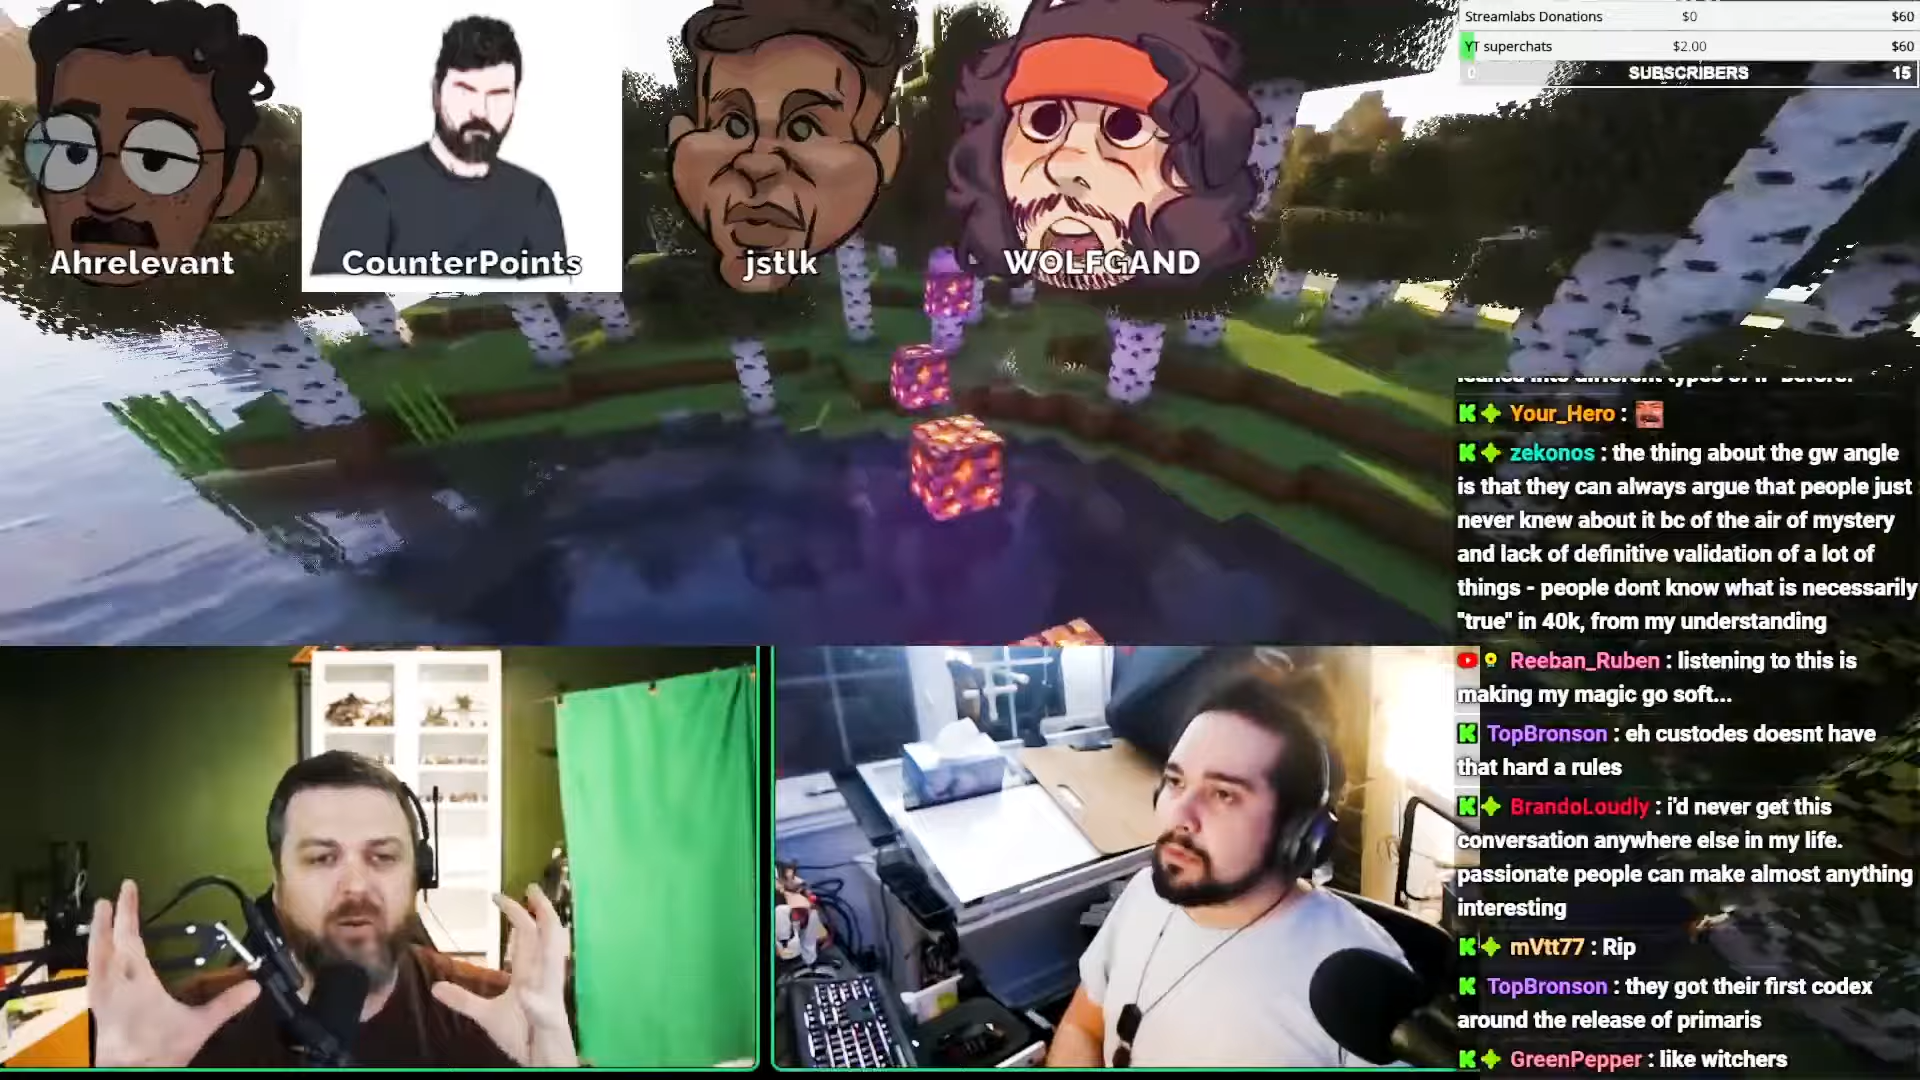 Streamlabs Donations $0 $60
YT superchats $2.00 $60
0 SUBSCRIBERS 15
Ahrelevant
CounterPoints
jstlk
WOLFGAND
Your_Hero :
zekonos : the thing about the gw angle
is that they can always argue that people just
never knew about it bc of the air of mystery
and lack of definitive validation of a lot of
things - people dont know what is necessarily
"true" in 40k, from my understanding
Reeban_Ruben : listening to this is
making my magic go soft...
TopBronson : eh custodes doesnt have
that hard a rules
BrandoLoudly : i'd never get this
conversation anywhere else in my life.
passionate people can make almost anything
interesting
mVtt77 : Rip
TopBronson : they got their first codex
around the release of primaris
GreenPepper : like witchers